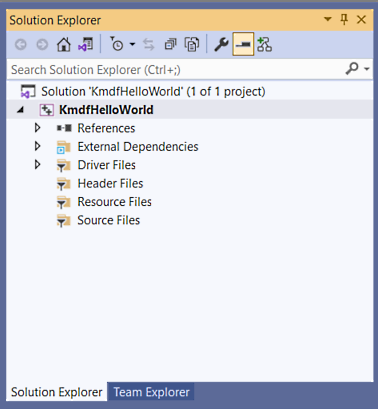 Solution Explorer
Search Solution Explorer (Ctrl+;)
Solution 'KmdfHelloWorld' (1 of 1 project)
KmdfHelloWorld
References
External Dependencies
Driver Files
Header Files
Resource Files
Source Files
Solution Explorer Team Explorer